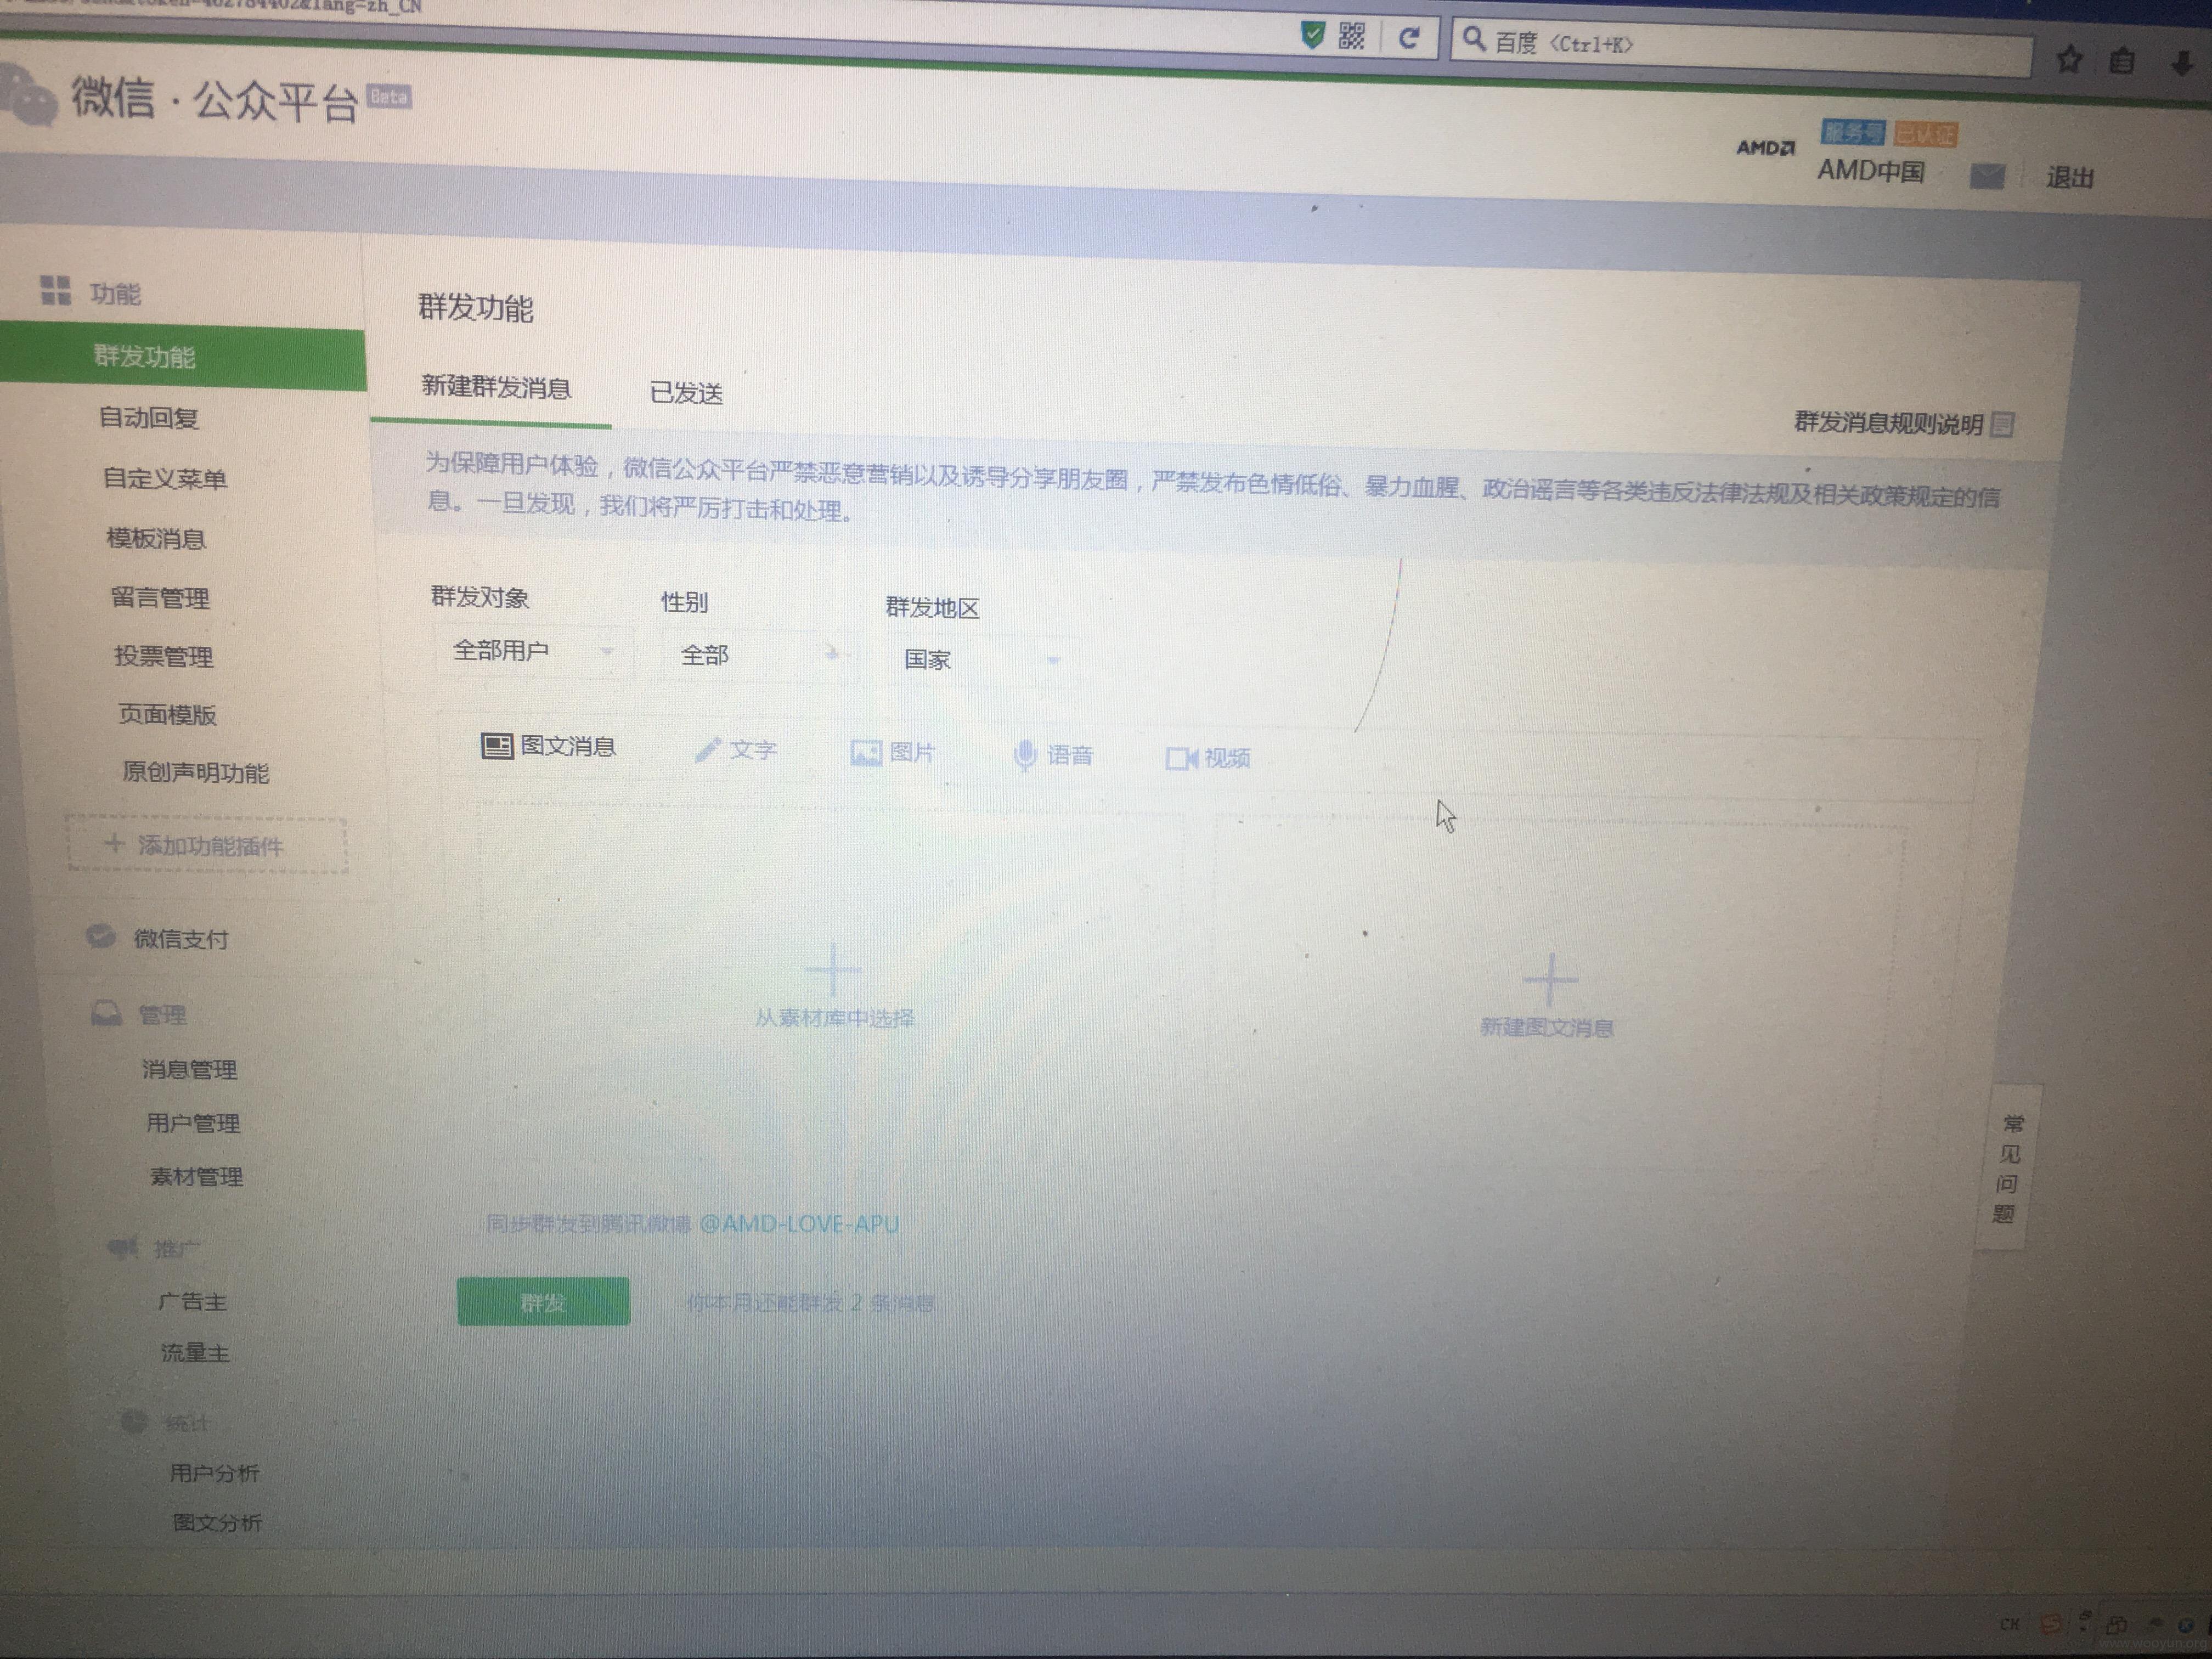 lang=zh_CN
百度 <Ctrl+K>
微信·公众平台 Beta
服务号 已认证
AMD AMD中国 退出
功能
群发功能
自动回复
自定义菜单
模板消息
留言管理
投票管理
页面模版
原创声明功能
+ 添加功能插件
微信支付
管理
消息管理
用户管理
素材管理
推广
广告主
流量主
统计
用户分析
图文分析
群发功能
新建群发消息 已发送
群发消息规则说明
为保障用户体验，微信公众平台严禁恶意营销以及诱导分享朋友圈，严禁发布色情低俗、暴力血腥、政治谣言等各类违反法律法规及相关政策规定的信
息。一旦发现，我们将严厉打击和处理。
群发对象 性别 群发地区
全部用户 全部 国家
图文消息 文字 图片 语音 视频
从素材库中选择 新建图文消息
同步群发到腾讯微博 @AMD-LOVE-APU
群发 你本月还能群发 2 条消息
常见问题
CH
www.wooyun.org